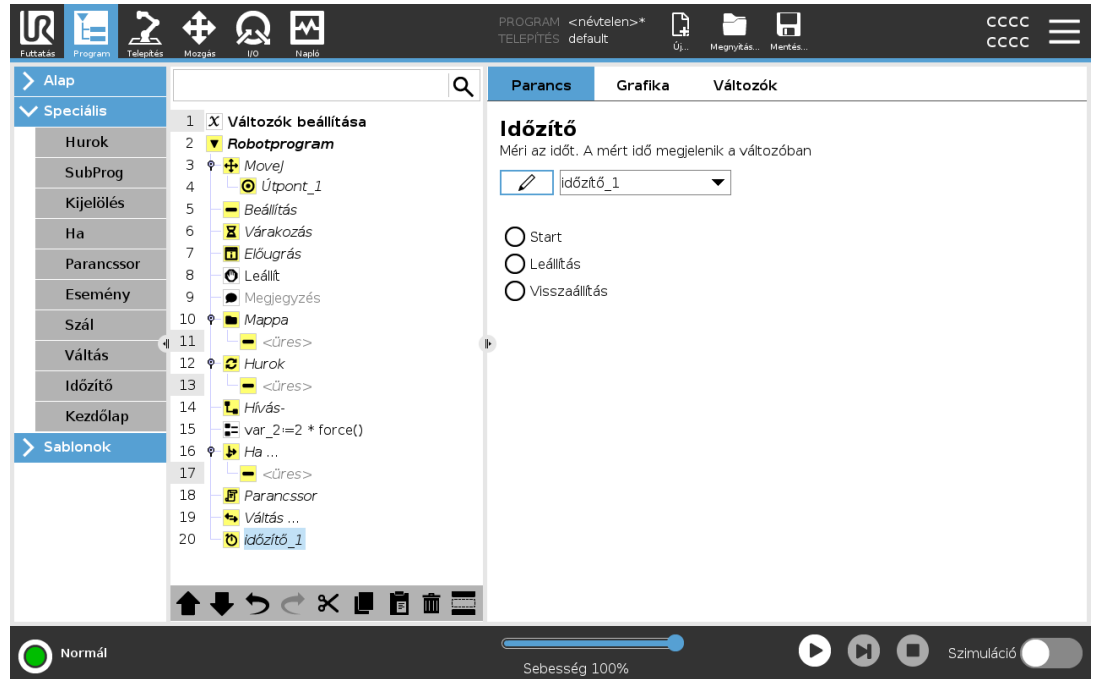 PROGRAM <névtelen>*
TELEPÍTÉS default
Futtatás Program Telepítés Mozgás I/O Napló Új... Megnyitás... Mentés...
cccc
cccc
Alap
Speciális
Hurok
SubProg
Kijelölés
Ha
Parancssor
Esemény
Szál
Váltás
Időzítő
Kezdőlap
Sablonok
1 Változók beállítása
2 Robotprogram
3 MoveJ
4 Útpont_1
5 Beállítás
6 Várakozás
7 Előugrás
8 Leállít
9 Megjegyzés
10 Mappa
11 <üres>
12 Hurok
13 <üres>
14 Hívás-
15 var_2≔2 * force()
16 Ha ...
17 <üres>
18 Parancssor
19 Váltás ...
20 időzítő_1
Parancs Grafika Változók
Időzítő
Méri az időt. A mért idő megjelenik a változóban
időzítő_1
Start
Leállítás
Visszaállítás
Normál
Sebesség 100%
Szimuláció